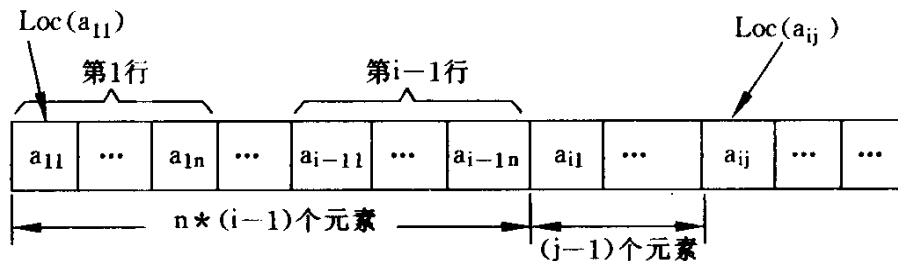 Loc(a₁₁)
Loc(aᵢⱼ)
第1行
第i-1行
a₁₁ ··· a₁ₙ ··· aᵢ₋₁₁ ··· aᵢ₋₁ₙ aᵢ₁ ··· aᵢⱼ ··· ···
n*(i-1)个元素
(j-1)个元素